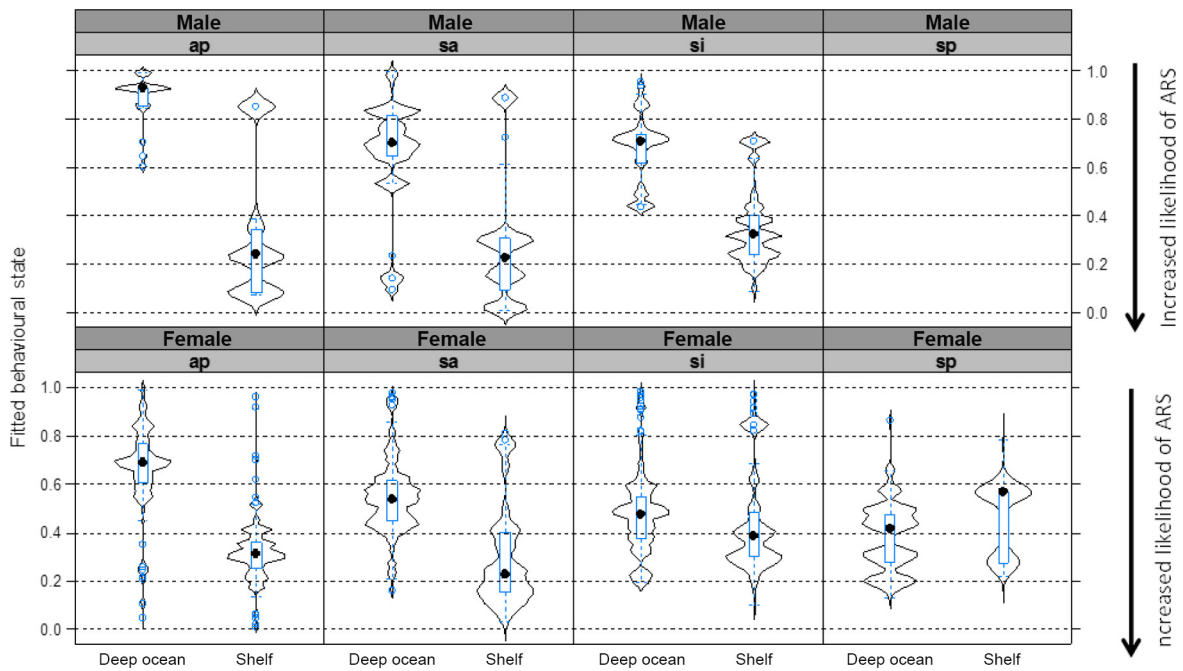 Male Male Male Male
ap sa si sp
1.0
0.8
0.6
0.4
0.2
0.0
Increased likelihood of ARS
Fitted behavioural state
Female Female Female Female
ap sa si sp
1.0
0.8
0.6
0.4
0.2
0.0
ncreased likelihood of ARS
Deep ocean Shelf Deep ocean Shelf Deep ocean Shelf Deep ocean Shelf